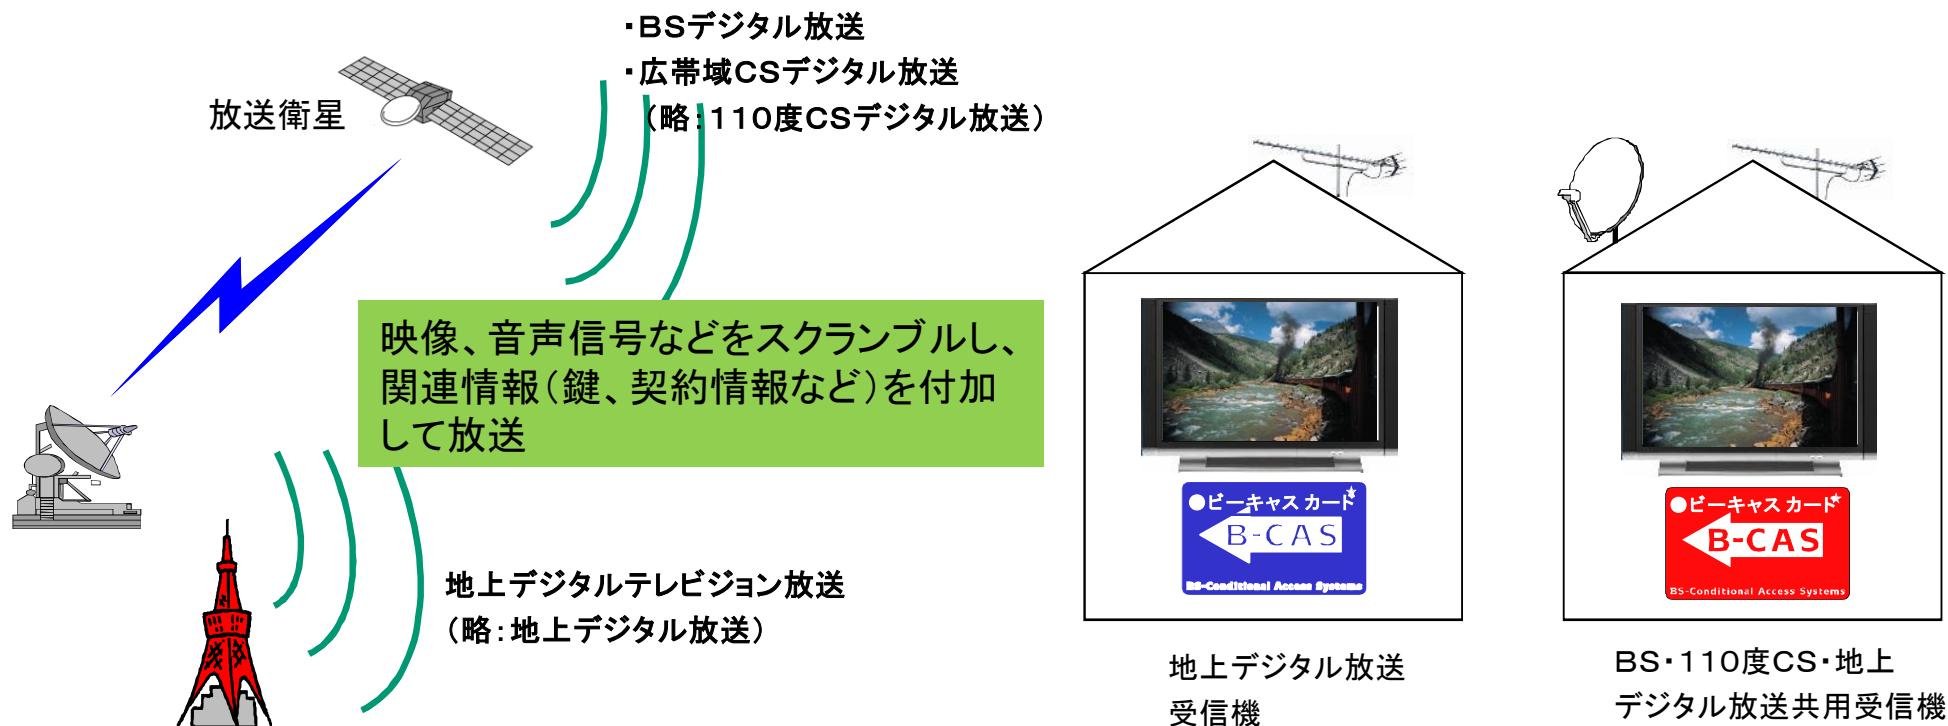 ・BSデジタル放送
・広帯域CSデジタル放送
(略:110度CSデジタル放送)
放送衛星
映像、音声信号などをスクランブルし、
関連情報(鍵、契約情報など)を付加
して放送
地上デジタルテレビジョン放送
(略:地上デジタル放送)
●ビーキャス カード★
B-CAS
BS-Conditional Access Systems
地上デジタル放送
受信機
●ビーキャス カード★
B-CAS
BS-Conditional Access Systems
BS・110度CS・地上
デジタル放送共用受信機